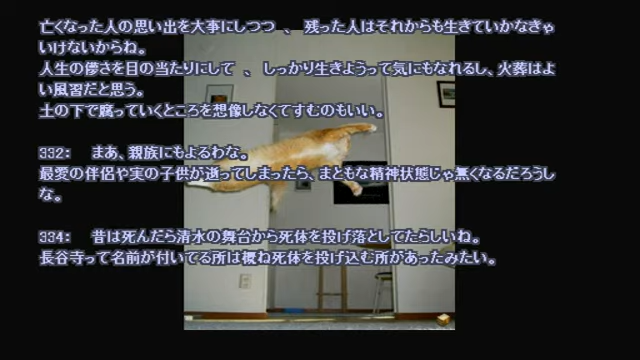 亡くなった人の思い出を大事にしつつ 、 残った人はそれからも生きていかなきゃ
いけないからね。
人生の儚さを目の当たりにして 、 しっかり生きようって気にもなれるし、火葬はよ
い風習だと思う。
土の下で腐っていくところを想像しなくてすむのもいい。
332: まあ、親族にもよるわな。
最愛の伴侶や実の子供が逝ってしまったら、まともな精神状態じゃ無くなるだろうし
な。
334: 昔は死んだら清水の舞台から死体を投げ落としてたらしいね。
長谷寺って名前が付いてる所は概ね死体を投げ込む所があったみたい。